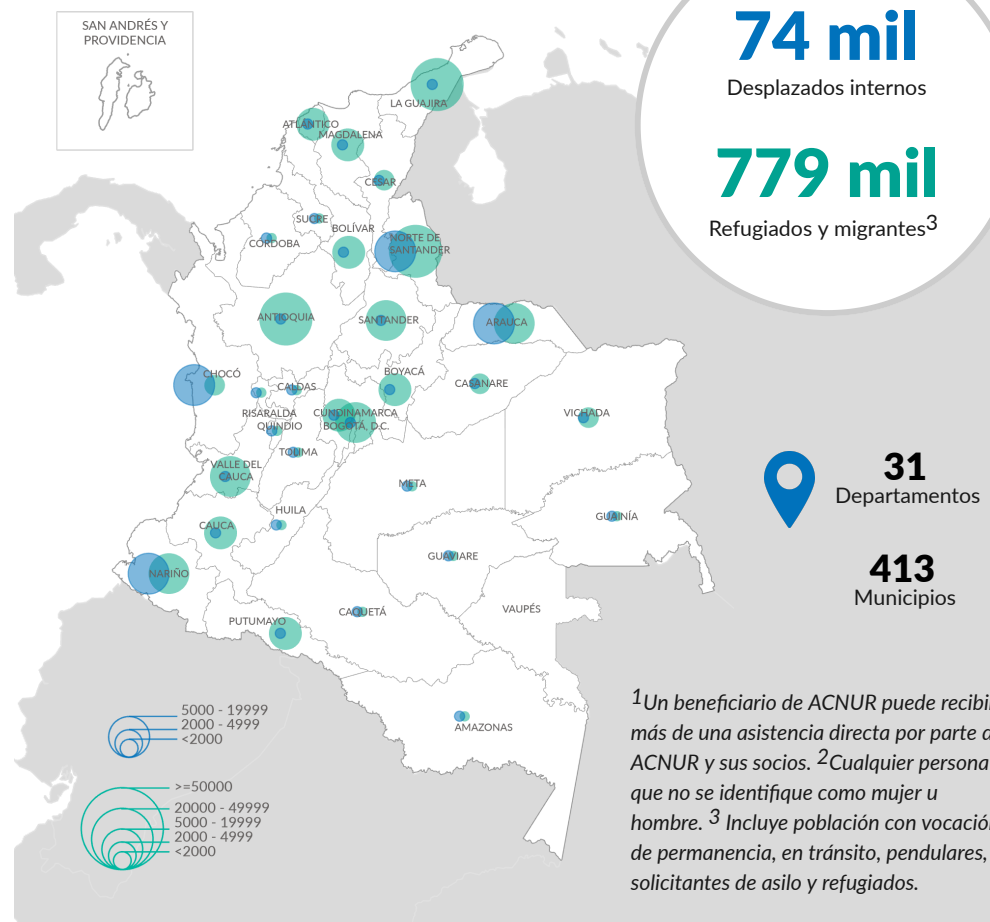 SAN ANDRÉS Y
PROVIDENCIA
74 mil
Desplazados internos
779 mil
Refugiados y migrantes3
LA GUAJIRA
ATLÁNTICO
MAGDALENA
CESAR
SUCRE
BOLÍVAR
CÓRDOBA
NORTE DE
SANTANDER
ANTIOQUIA
SANTANDER
ARAUCA
CHOCÓ
BOYACÁ
CALDAS
CASANARE
RISARALDA
CUNDINAMARCA
VICHADA
QUINDIO
BOGOTÁ, D.C.
TOLIMA
VALLE DEL
CAUCA
META
HUILA
GUAINÍA
CAUCA
GUAVIARE
NARIÑO
CAQUETÁ
VAUPÉS
PUTUMAYO
AMAZONAS
31
Departamentos
413
Municipios
5000 - 19999
2000 - 4999
<2000
>=50000
20000 - 49999
5000 - 19999
2000 - 4999
<2000
1Un beneficiario de ACNUR puede recibi
más de una asistencia directa por parte d
ACNUR y sus socios. 2Cualquier persona
que no se identifique como mujer u
hombre. 3 Incluye población con vocación
de permanencia, en tránsito, pendulares,
solicitantes de asilo y refugiados.